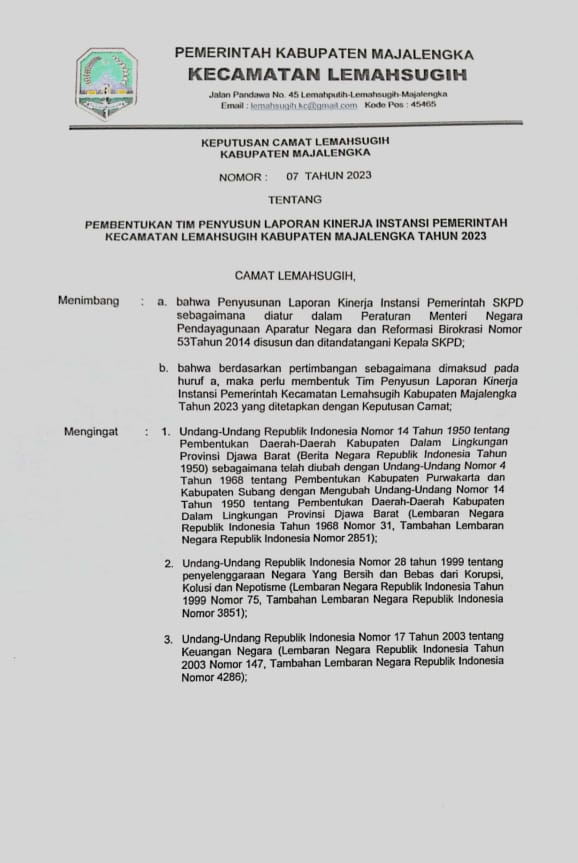 PEMERINTAH KABUPATEN MAJALENGKA
KECAMATAN LEMAHSUGIH
Jalan Pandawa No. 45 Lemahputih-Lemahsugih-Majalengka
Email : lemahsugih.kc@gmail.com Kode Pos : 45465
KEPUTUSAN CAMAT LEMAHSUGIH
KABUPATEN MAJALENGKA
NOMOR : 07 TAHUN 2023
TENTANG
PEMBENTUKAN TIM PENYUSUN LAPORAN KINERJA INSTANSI PEMERINTAH
KECAMATAN LEMAHSUGIH KABUPATEN MAJALENGKA TAHUN 2023
CAMAT LEMAHSUGIH,
Menimbang : a. bahwa Penyusunan Laporan Kinerja Instansi Pemerintah SKPD
sebagaimana diatur dalam Peraturan Menteri Negara
Pendayagunaan Aparatur Negara dan Reformasi Birokrasi Nomor
53Tahun 2014 disusun dan ditandatangani Kepala SKPD;
b. bahwa berdasarkan pertimbangan sebagaimana dimaksud pada
huruf a, maka perlu membentuk Tim Penyusun Laporan Kinerja
Instansi Pemerintah Kecamatan Lemahsugih Kabupaten Majalengka
Tahun 2023 yang ditetapkan dengan Keputusan Camat;
Mengingat : 1. Undang-Undang Republik Indonesia Nomor 14 Tahun 1950 tentang
Pembentukan Daerah-Daerah Kabupaten Dalam Lingkungan
Provinsi Djawa Barat (Berita Negara Republik Indonesia Tahun
1950) sebagaimana telah diubah dengan Undang-Undang Nomor 4
Tahun 1968 tentang Pembentukan Kabupaten Purwakarta dan
Kabupaten Subang dengan Mengubah Undang-Undang Nomor 14
Tahun 1950 tentang Pembentukan Daerah-Daerah Kabupaten
Dalam Lingkungan Provinsi Djawa Barat (Lembaran Negara
Republik Indonesia Tahun 1968 Nomor 31, Tambahan Lembaran
Negara Republik Indonesia Nomor 2851);
2. Undang-Undang Republik Indonesia Nomor 28 tahun 1999 tentang
penyelenggaraan Negara Yang Bersih dan Bebas dari Korupsi,
Kolusi dan Nepotisme (Lembaran Negara Republik Indonesia Tahun
1999 Nomor 75, Tambahan Lembaran Negara Republik Indonesia
Nomor 3851);
3. Undang-Undang Republik Indonesia Nomor 17 Tahun 2003 tentang
Keuangan Negara (Lembaran Negara Republik Indonesia Tahun
2003 Nomor 147, Tambahan Lembaran Negara Republik Indonesia
Nomor 4286);